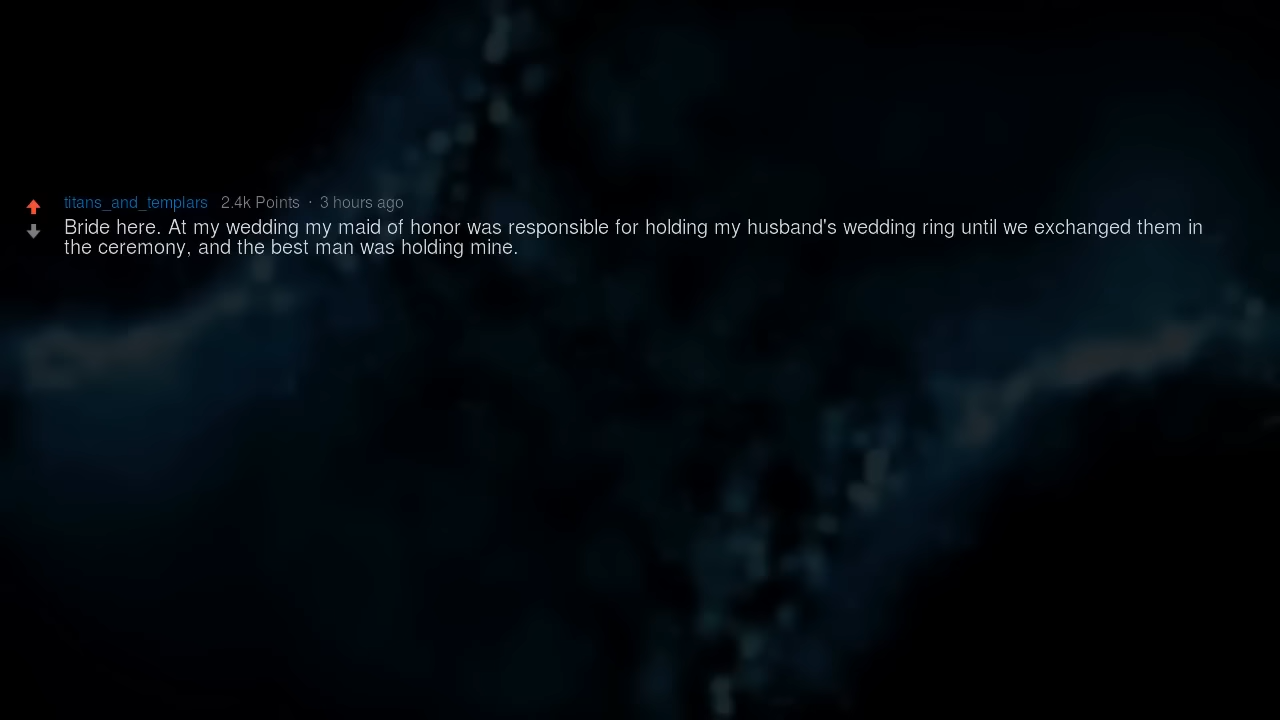 titans_and_templars 2.4k Points · 3 hours ago
Bride here. At my wedding my maid of honor was responsible for holding my husband's wedding ring until we exchanged them in
the ceremony, and the best man was holding mine.